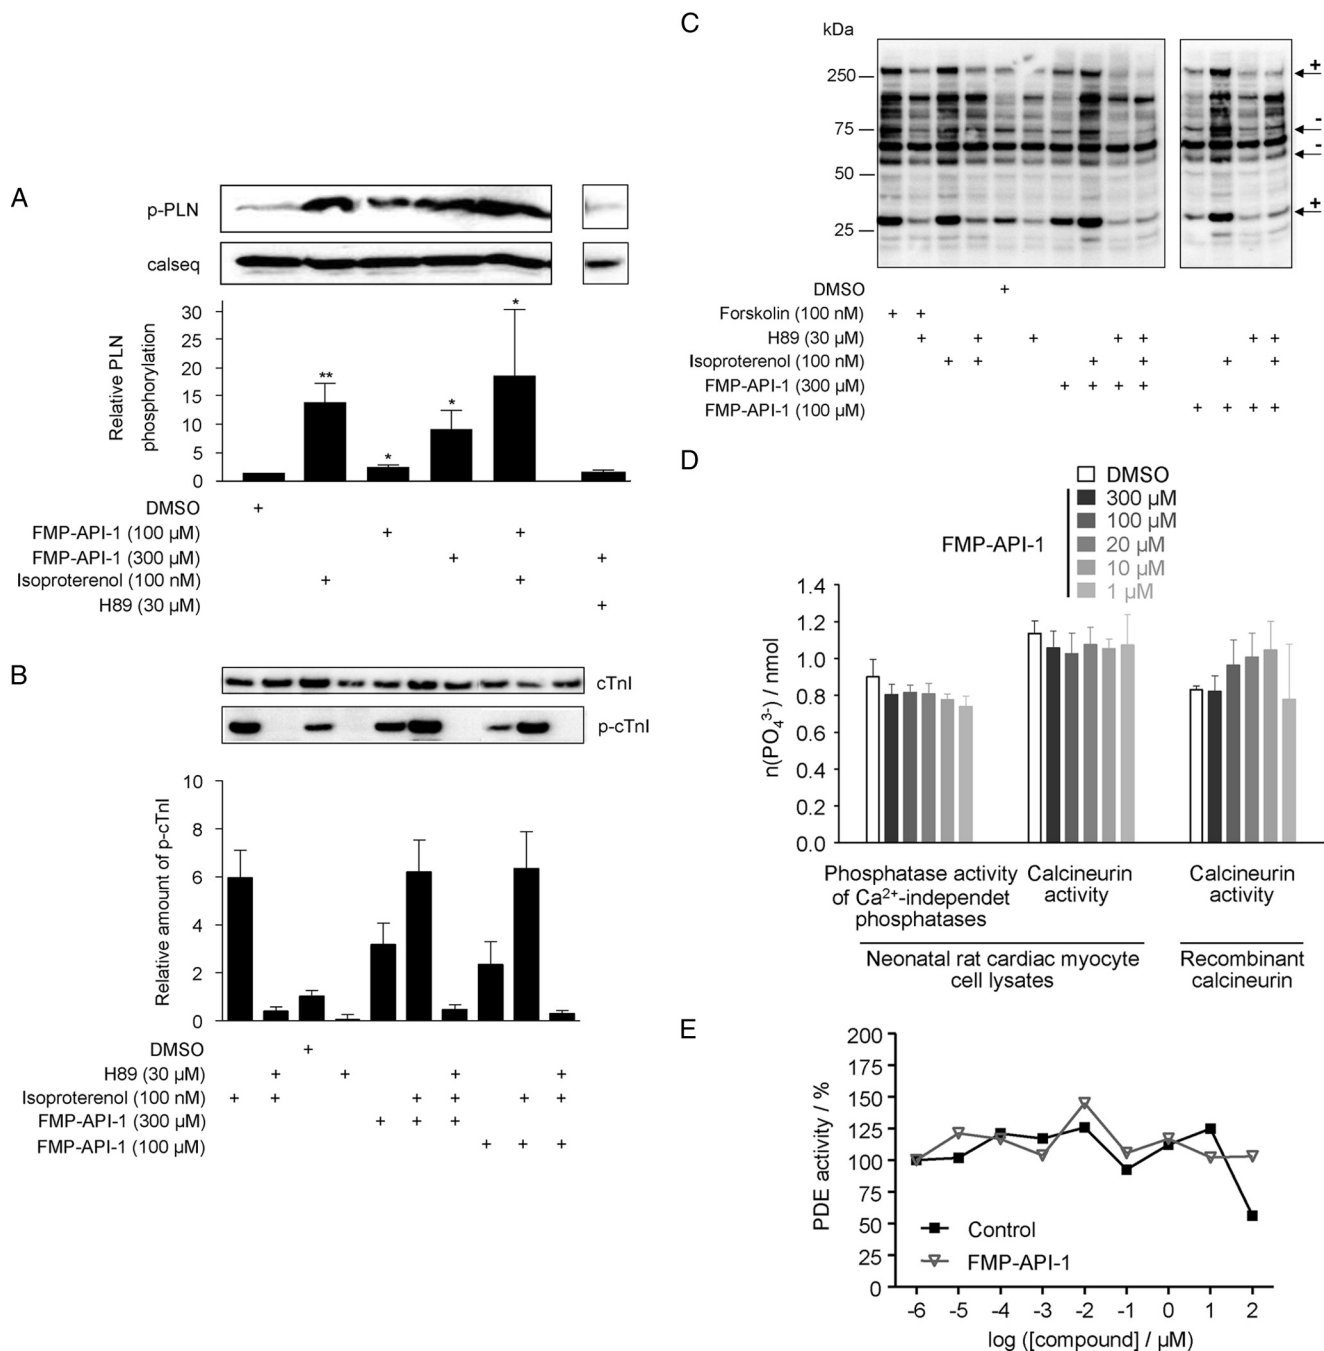 A
p-PLN
calseq
Relative PLN
phosphorylation
30
25
20
15
10
5
0
**
*
*
*
DMSO +
FMP-API-1 (100 µM) + +
FMP-API-1 (300 µM) + +
Isoproterenol (100 nM) + +
H89 (30 µM) +
B
cTnI
p-cTnI
Relative amount of p-cTnI
10
8
6
4
2
0
DMSO +
H89 (30 µM) + + + +
Isoproterenol (100 nM) + + + + + +
FMP-API-1 (300 µM) + + +
FMP-API-1 (100 µM) + + +
C
kDa
250
75
50
25
+
-
-
+
DMSO +
Forskolin (100 nM) + +
H89 (30 µM) + + + + + + +
Isoproterenol (100 nM) + + + + + +
FMP-API-1 (300 µM) + + + +
FMP-API-1 (100 µM) + + + +
D
FMP-API-1
DMSO
300 µM
100 µM
20 µM
10 µM
1 µM
n(PO₄³⁻) / nmol
1.4
1.2
1.0
0.8
0.6
0.4
0.2
0.0
Phosphatase activity
of Ca²⁺-independet
phosphatases
Calcineurin
activity
Calcineurin
activity
Neonatal rat cardiac myocyte
cell lysates
Recombinant
calcineurin
E
PDE activity / %
200
175
150
125
100
75
50
25
0
Control
FMP-API-1
-6 -5 -4 -3 -2 -1 0 1 2
log ([compound] / µM)